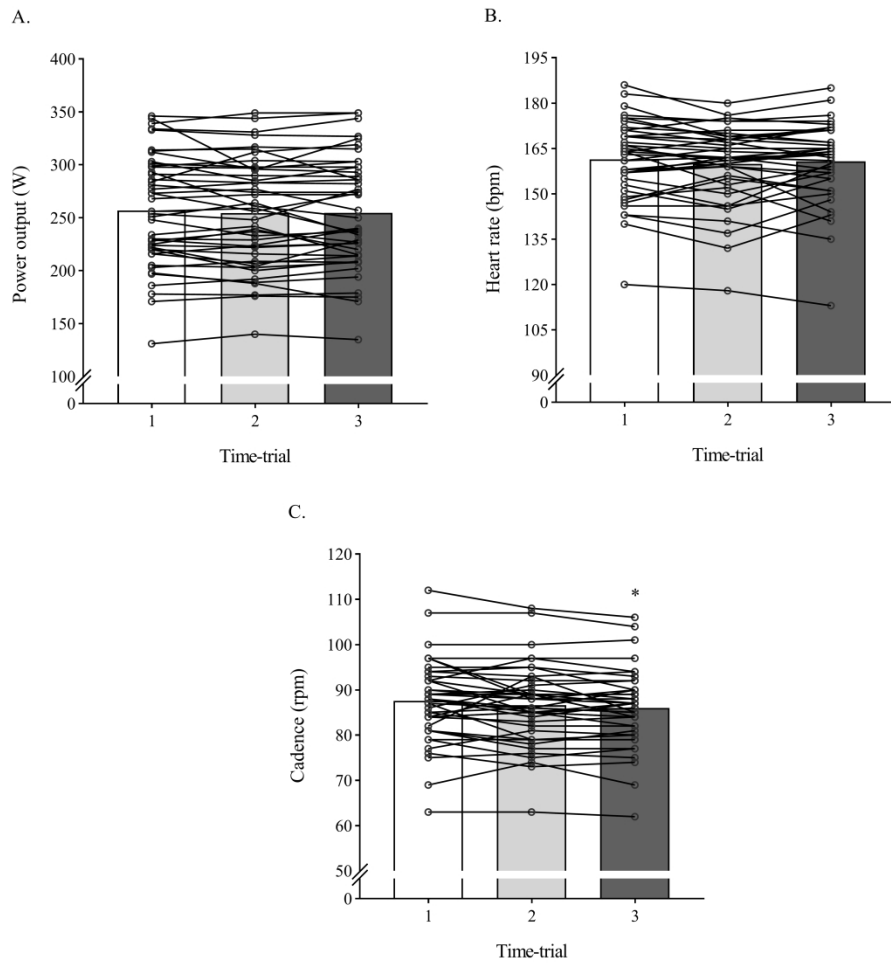 A.
Power output (W)
400
350
300
250
200
150
100
0
1 2 3
Time-trial
B.
Heart rate (bpm)
195
180
165
150
135
120
105
90
0
1 2 3
Time-trial
C.
Cadence (rpm)
120
110
100
90
80
70
60
50
0
*
1 2 3
Time-trial